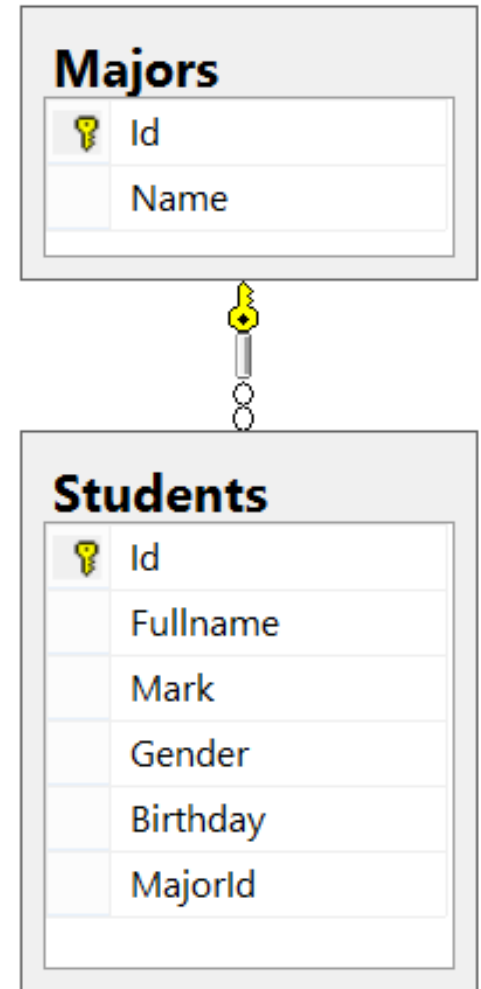 Majors
Id
Name
Students
Id
Fullname
Mark
Gender
Birthday
MajorId